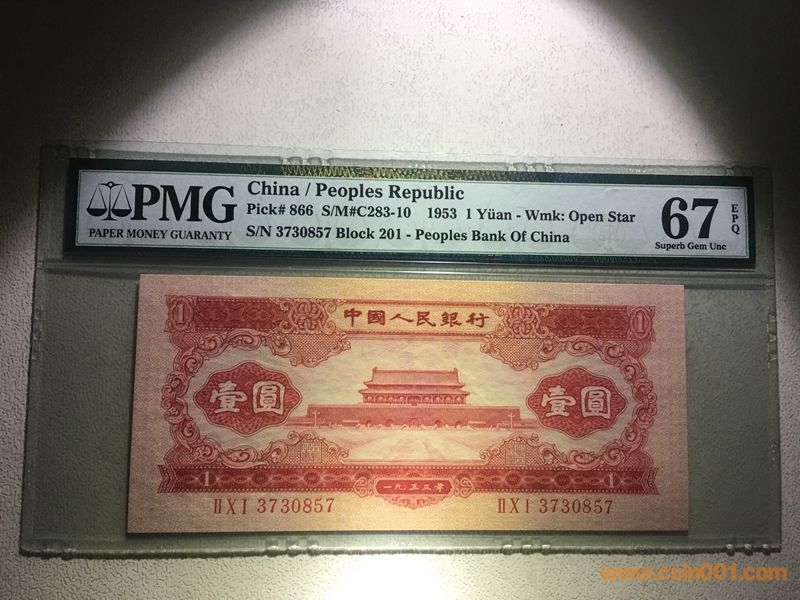 PMG
PAPER MONEY GUARANTY
China / Peoples Republic
Pick# 866 S/M#C283-10 1953 1 Yüan - Wmk: Open Star
S/N 3730857 Block 201 - Peoples Bank Of China
67
EPQ
Superb Gem Unc
1 中國人民銀行 1
壹圓 壹圓
1 一九五三年 1
ⅡⅩⅠ 3730857 ⅡⅩⅠ 3730857
www.coin001.com